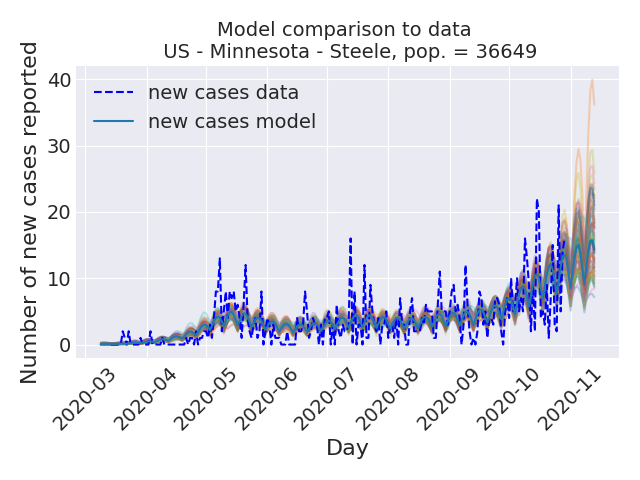 Model comparison to data
US - Minnesota - Steele, pop. = 36649
Number of new cases reported
40
30
20
10
0
new cases data
new cases model
2020-03
2020-04
2020-05
2020-06
2020-07
2020-08
2020-09
2020-10
2020-11
Day